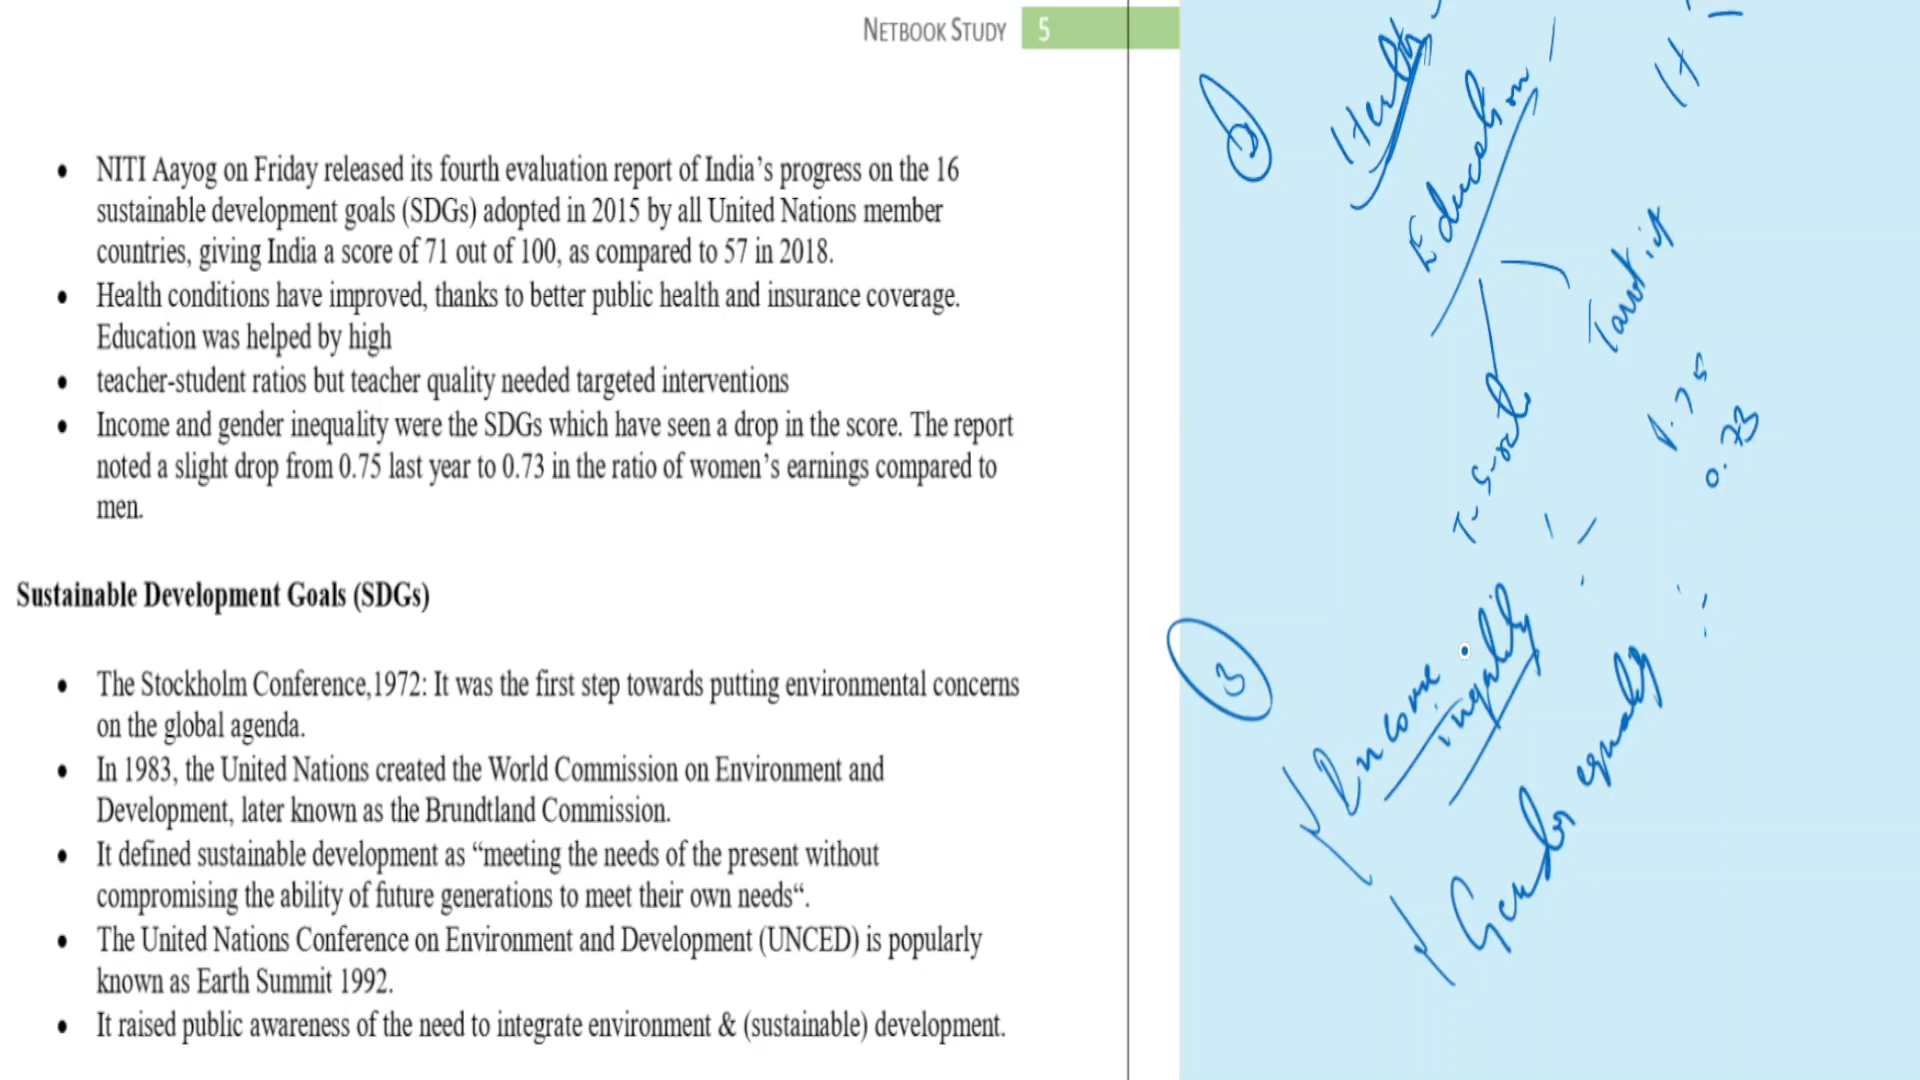 NETBOOK STUDY 5
• NITI Aayog on Friday released its fourth evaluation report of India’s progress on the 16
sustainable development goals (SDGs) adopted in 2015 by all United Nations member
countries, giving India a score of 71 out of 100, as compared to 57 in 2018.
• Health conditions have improved, thanks to better public health and insurance coverage.
Education was helped by high
• teacher-student ratios but teacher quality needed targeted interventions
• Income and gender inequality were the SDGs which have seen a drop in the score. The report
noted a slight drop from 0.75 last year to 0.73 in the ratio of women’s earnings compared to
men.
Sustainable Development Goals (SDGs)
• The Stockholm Conference,1972: It was the first step towards putting environmental concerns
on the global agenda.
• In 1983, the United Nations created the World Commission on Environment and
Development, later known as the Brundtland Commission.
• It defined sustainable development as “meeting the needs of the present without
compromising the ability of future generations to meet their own needs“.
• The United Nations Conference on Environment and Development (UNCED) is popularly
known as Earth Summit 1992.
• It raised public awareness of the need to integrate environment & (sustainable) development.
Education
0.75
0.73
3
Income
Gender equality